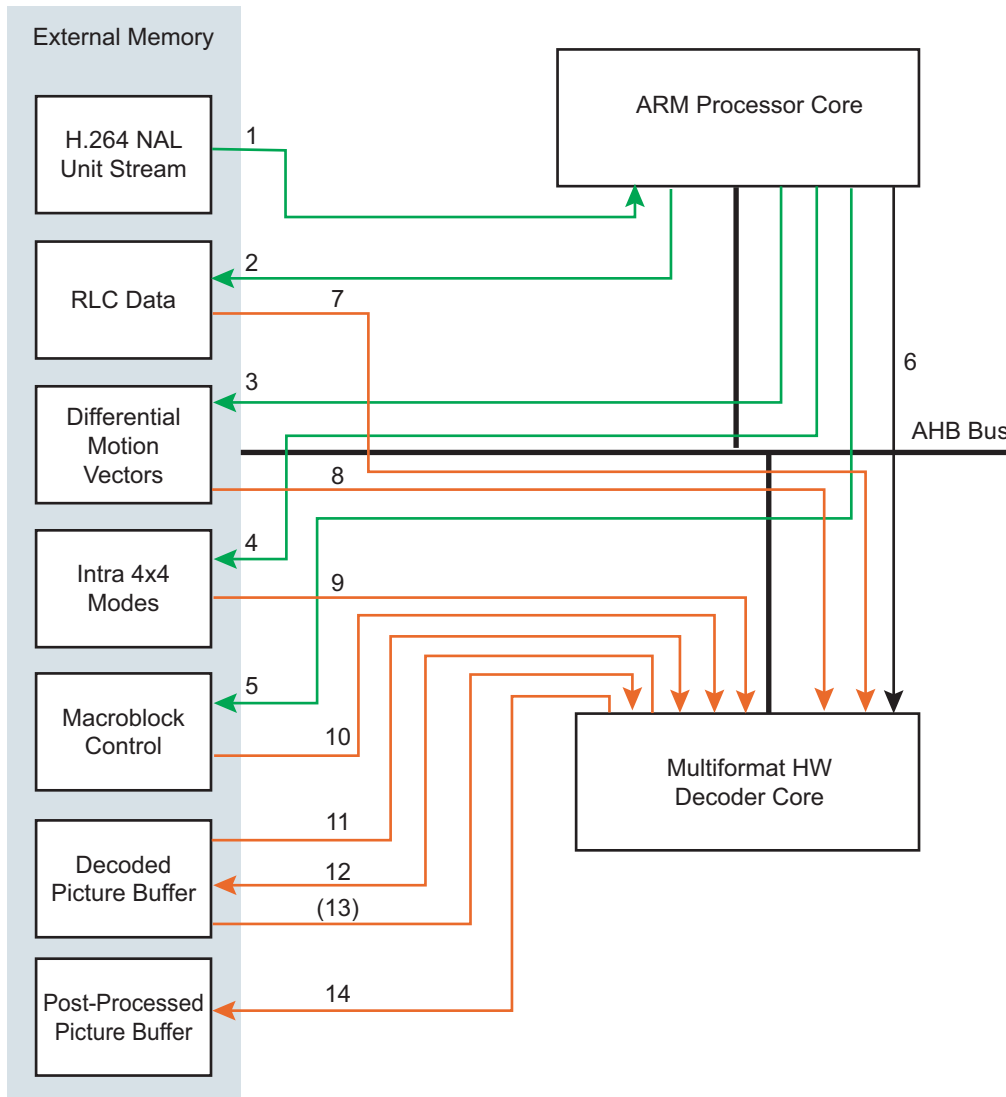 External Memory
ARM Processor Core
H.264 NAL
Unit Stream
1
2
RLC Data
7
6
3
Differential
Motion
Vectors
AHB Bus
8
4
Intra 4x4
Modes
9
5
Macroblock
Control
10
Multiformat HW
Decoder Core
11
Decoded
Picture Buffer
12
(13)
14
Post-Processed
Picture Buffer